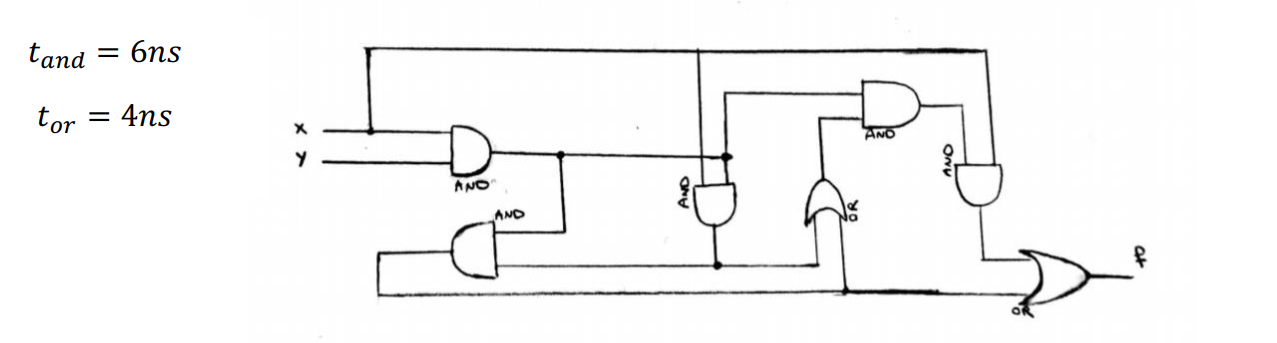 t_and = 6ns
t_or = 4ns
X
Y
AND
AND
AND
AND
OR
AND
OR